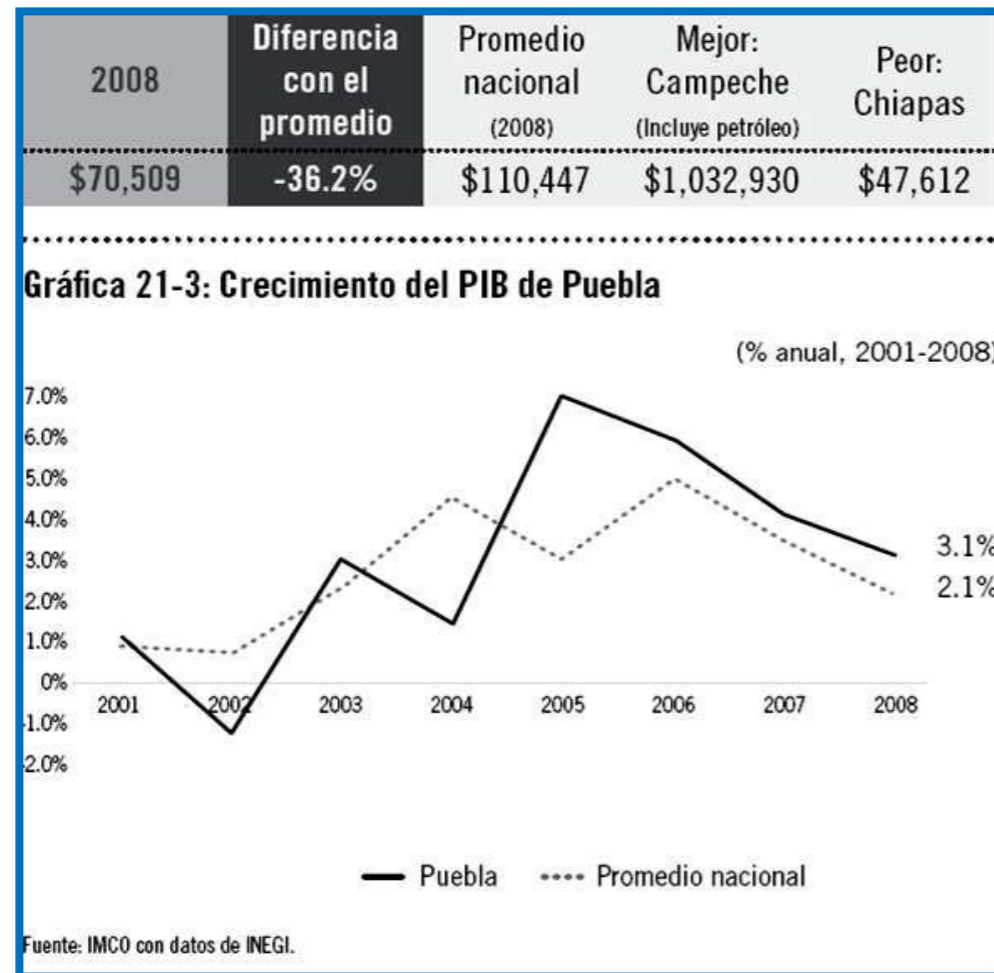 2008
Diferencia
con el
promedio
Promedio
nacional
(2008)
Mejor:
Campeche
(Incluye petróleo)
Peor:
Chiapas
$70,509 -36.2% $110,447 $1,032,930 $47,612
Gráfica 21-3: Crecimiento del PIB de Puebla
(% anual, 2001-2008)
7.0%
6.0%
5.0%
4.0%
3.0%
2.0%
1.0%
0%
-1.0%
-2.0%
3.1%
2.1%
2001 2002 2003 2004 2005 2006 2007 2008
Puebla Promedio nacional
Fuente: IMCO con datos de INEGI.